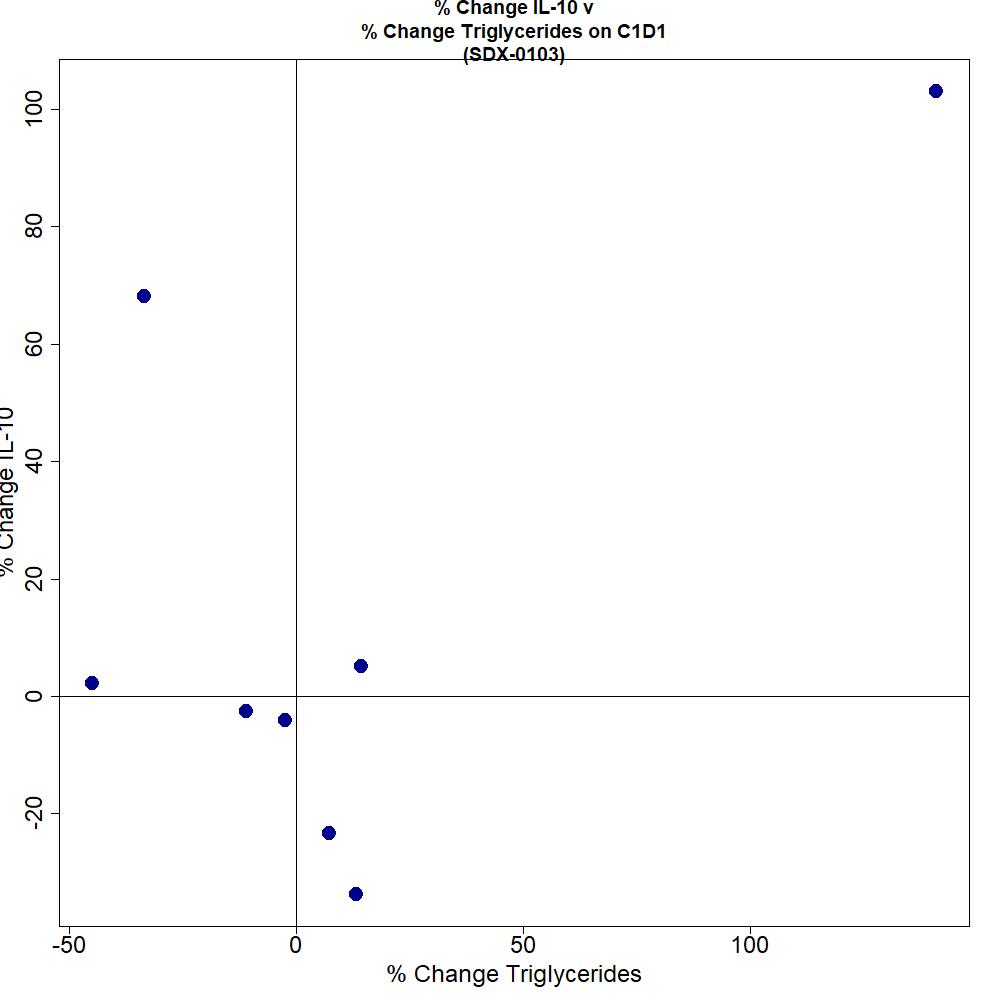 % Change IL-10 v
% Change Triglycerides on C1D1
(SDX-0103)
100
80
60
40
20
0
-20
% Change IL-10
-50
0
50
100
% Change Triglycerides